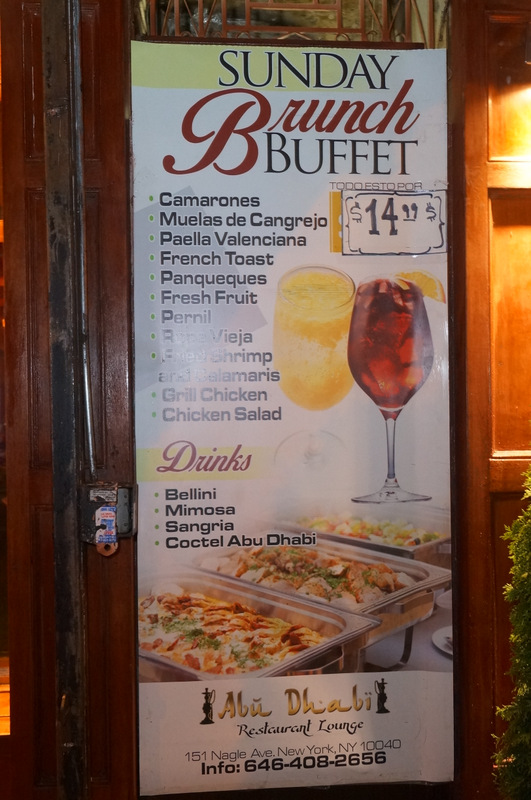 SUNDAY
Brunch
BUFFET
TODO ESTO POR
$14.99 $
Camarones
Muelas de Cangrejo
Paella Valenciana
French Toast
Panqueques
Fresh Fruit
Pernil
Ropa Vieja
Fried Shrimp
and Calamaris
Grill Chicken
Chicken Salad
Drinks
Bellini
Mimosa
Sangria
Coctel Abu Dhabi
Abu Dhabi
Restaurant Lounge
151 Nagle Ave. New York, NY 10040
Info: 646-408-2656